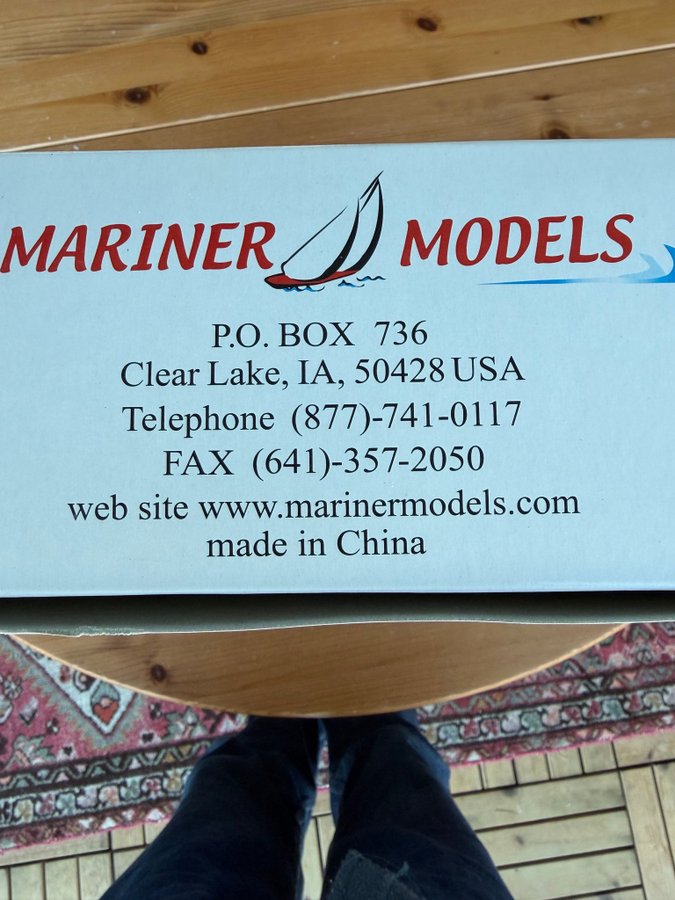 MARINER MODELS
P.O. BOX 736
Clear Lake, IA, 50428 USA
Telephone (877)-741-0117
FAX (641)-357-2050
web site www.marinermodels.com
made in China